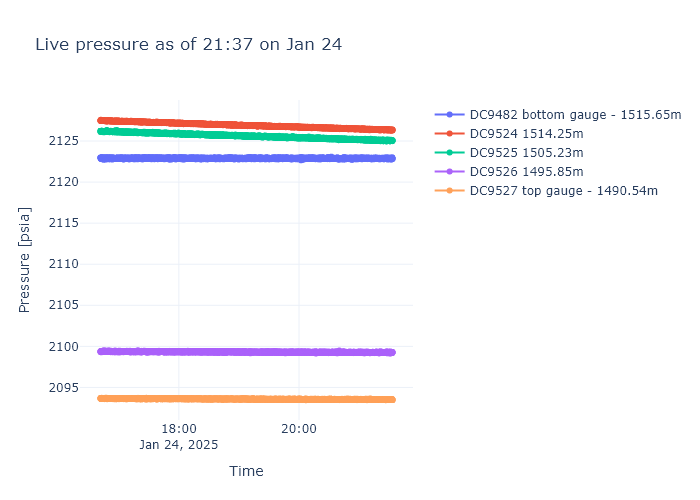 Live pressure as of 21:37 on Jan 24
DC9482 bottom gauge - 1515.65m
DC9524 1514.25m
DC9525 1505.23m
DC9526 1495.85m
DC9527 top gauge - 1490.54m
Pressure [psia]
2125
2120
2115
2110
2105
2100
2095
18:00
20:00
Jan 24, 2025
Time